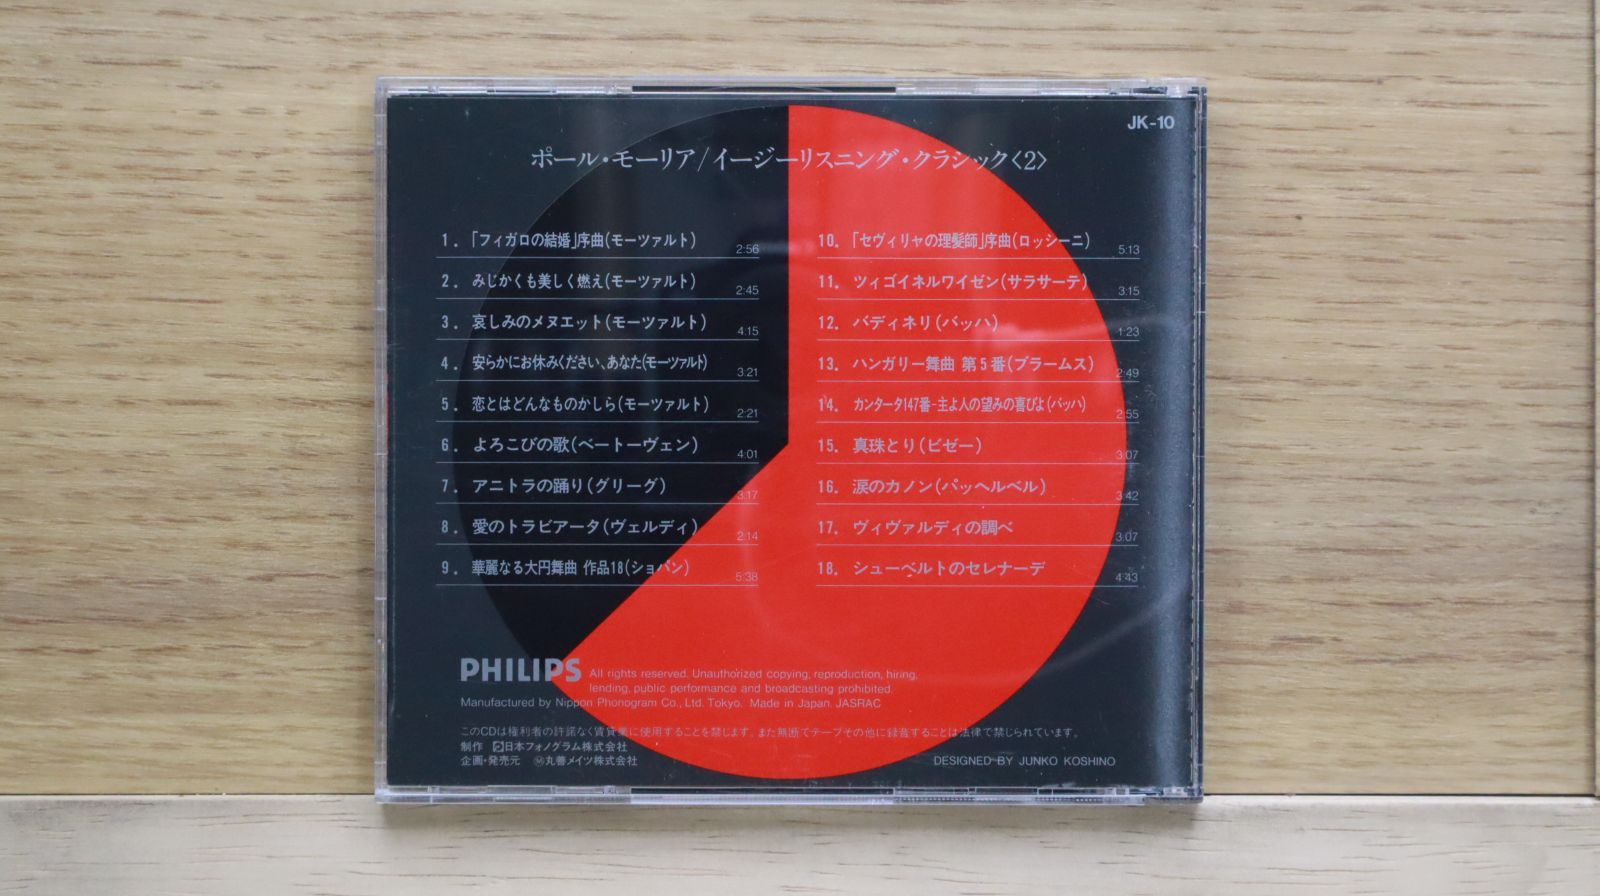 JK-10
ポール・モーリア/イージーリスニング・クラシック〈2〉
1. 「フィガロの結婚」序曲(モーツァルト) 2:56
2. みじかくも美しく燃え(モーツァルト) 2:45
3. 哀しみのメヌエット(モーツァルト) 4:15
4. 安らかにお休みください、あなた(モーツァルト) 3:21
5. 恋とはどんなものかしら(モーツァルト) 2:21
6. よろこびの歌(ベートーヴェン) 4:01
7. アニトラの踊り(グリーグ) 3:17
8. 愛のトラビアータ(ヴェルディ) 2:14
9. 華麗なる大円舞曲 作品18(ショパン) 5:38
10. 「セヴィリャの理髪師」序曲(ロッシーニ) 5:13
11. ツィゴイネルワイゼン(サラサーテ) 3:15
12. バディネリ(バッハ) 1:23
13. ハンガリー舞曲 第5番(ブラームス) 2:49
14. カンタータ147番-主よ人の望みの喜びよ(バッハ) 2:55
15. 真珠とり(ビゼー) 3:07
16. 涙のカノン(パッヘルベル) 3:42
17. ヴィヴァルディの調べ 3:07
18. シューベルトのセレナーデ 4:43
PHILIPS All rights reserved. Unauthorized copying, reproduction, hiring,
lending, public performance and broadcasting prohibited.
Manufactured by Nippon Phonogram Co., Ltd. Tokyo. Made in Japan. JASRAC
このCDは権利者の許諾なく賃貸業に使用することを禁じます。また無断でテープその他に録音することは法律で禁じられています。
制作 日本フォノグラム株式会社
企画・発売元 Ⓜ丸善メイツ株式会社
DESIGNED BY JUNKO KOSHINO